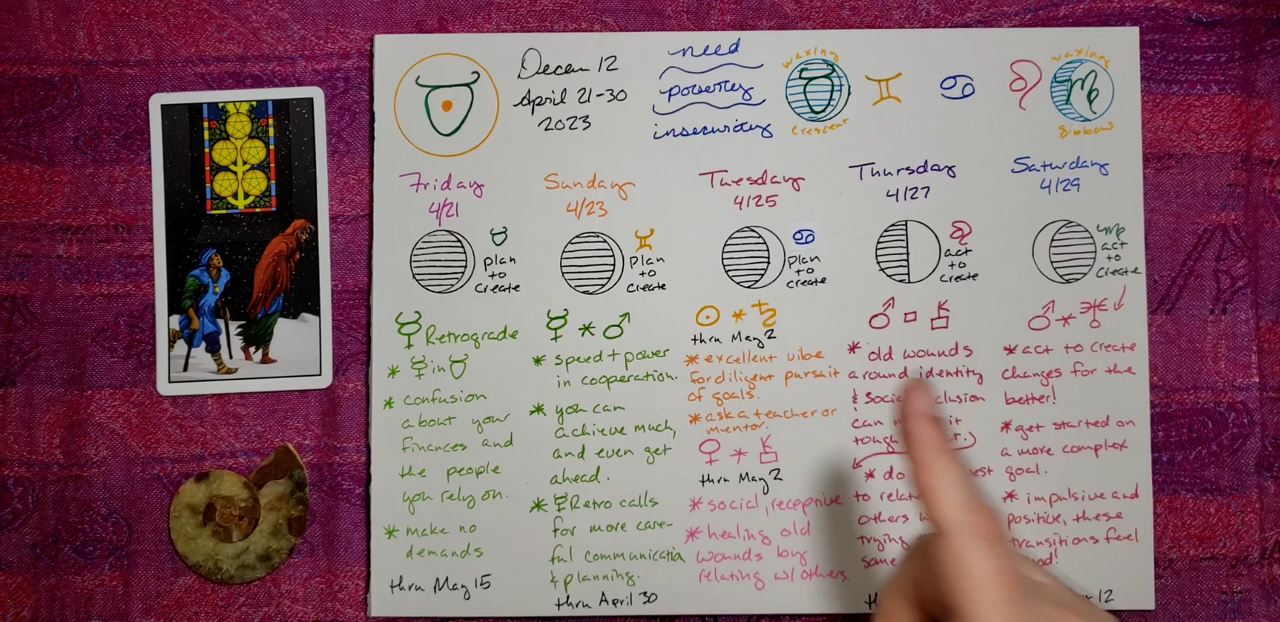 Decan 12
April 21-30
2023
need
poverty
insecurity
waxing
crescent
waxing
gibbous
Friday
4/21
plan
to
create
Retrograde
* in
* confusion
about your
finances and
the people
you rely on.
* make no
demands
thru May 15
Sunday
4/23
plan
to
create
*
* speed + power
in cooperation.
* you can
achieve much,
and even get
ahead.
* Retro calls
for more care-
ful communication
& planning.
thru April 30
Tuesday
4/25
plan
to
create
*
thru May 2
* excellent vibe
for diligent pursuit
of goals.
* ask a teacher or
mentor.
*
thru May 2
* social, receptive
* healing old
wounds by
relating w/ others.
Thursday
4/27
act
to
create
* old wounds
around identity
& social
can
tough
* do
to
others
trying
same
Saturday
4/29
act
to
create
*
* act to create
changes for the
better!
* get started on
a more complex
goal.
* impulsive and
positive, these
transitions feel
12